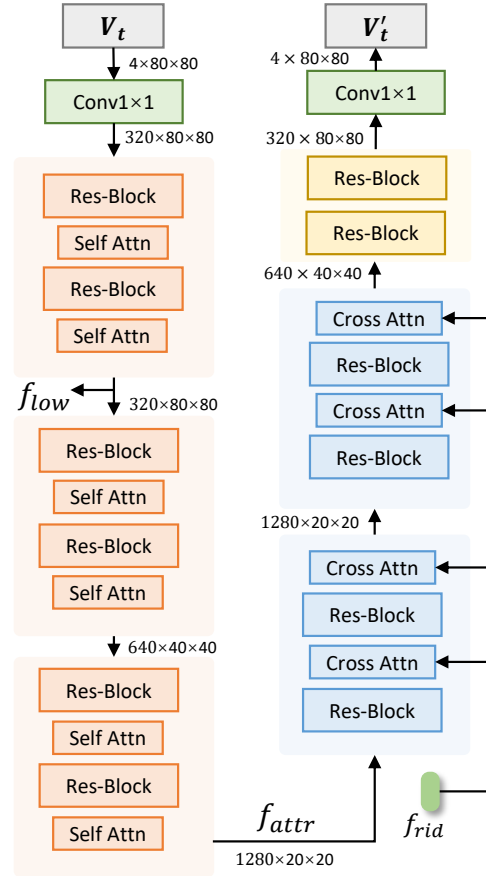 V_t
4×80×80
Conv1×1
320×80×80
Res-Block
Self Attn
Res-Block
Self Attn
f_low
320×80×80
Res-Block
Self Attn
Res-Block
Self Attn
640×40×40
Res-Block
Self Attn
Res-Block
Self Attn
f_attr
1280×20×20
V_t′
4 × 80×80
Conv1×1
320 × 80×80
Res-Block
Res-Block
640 × 40×40
Cross Attn
Res-Block
Cross Attn
Res-Block
1280×20×20
Cross Attn
Res-Block
Cross Attn
Res-Block
f_rid